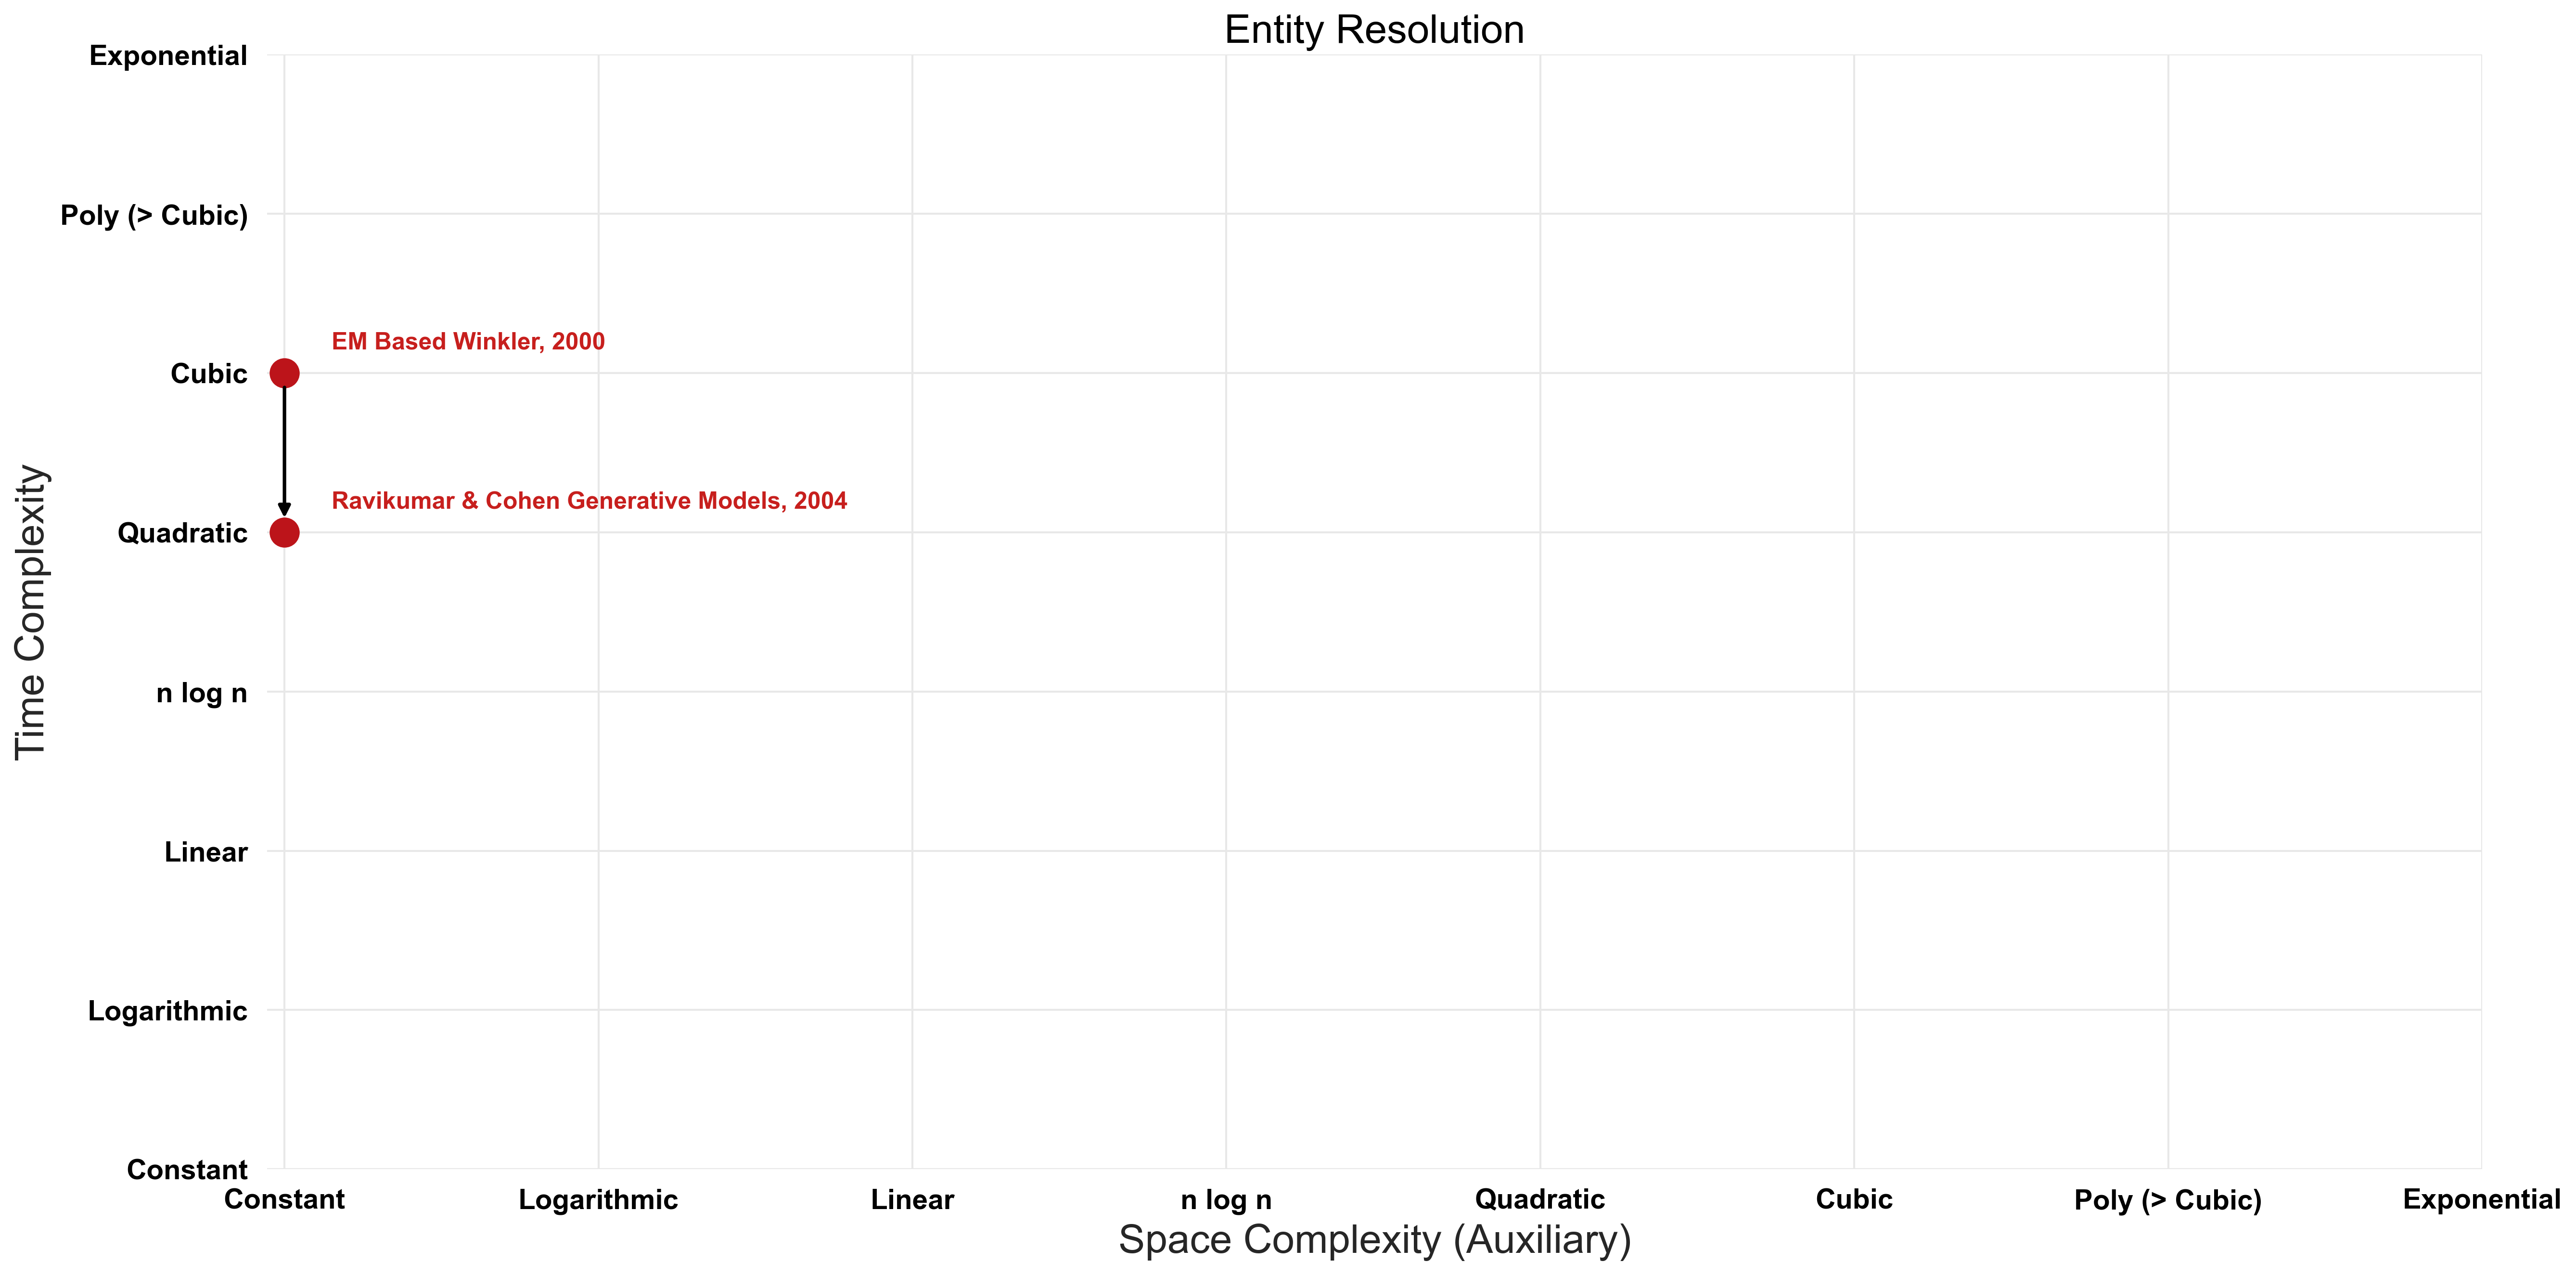 Entity Resolution
Exponential
Poly (> Cubic)
EM Based Winkler, 2000
Cubic
Ravikumar & Cohen Generative Models, 2004
Quadratic
Time Complexity
n log n
Linear
Logarithmic
Constant
Constant Logarithmic Linear n log n Quadratic Cubic Poly (> Cubic) Exponential
Space Complexity (Auxiliary)